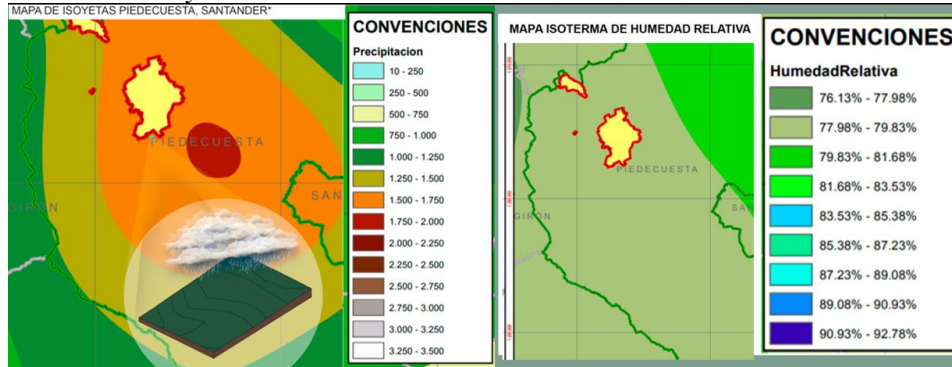 MAPA DE ISOYETAS PIEDECUESTA, SANTANDER*
PIEDECUESTA
SAN
GIRÓN
CONVENCIONES
Precipitacion
10 - 250
250 - 500
500 - 750
750 - 1.000
1.000 - 1.250
1.250 - 1.500
1.500 - 1.750
1.750 - 2.000
2.000 - 2.250
2.250 - 2.500
2.500 - 2.750
2.750 - 3.000
3.000 - 3.250
3.250 - 3.500
MAPA ISOTERMA DE HUMEDAD RELATIVA
PIEDECUESTA
SAN
GIRÓN
CONVENCIONES
HumedadRelativa
76.13% - 77.98%
77.98% - 79.83%
79.83% - 81.68%
81.68% - 83.53%
83.53% - 85.38%
85.38% - 87.23%
87.23% - 89.08%
89.08% - 90.93%
90.93% - 92.78%